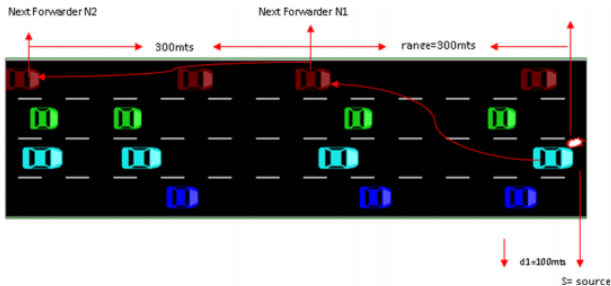 Next Forwarder N2
Next Forwarder N1
300mts
range=300mts
d1=100mts
S= source